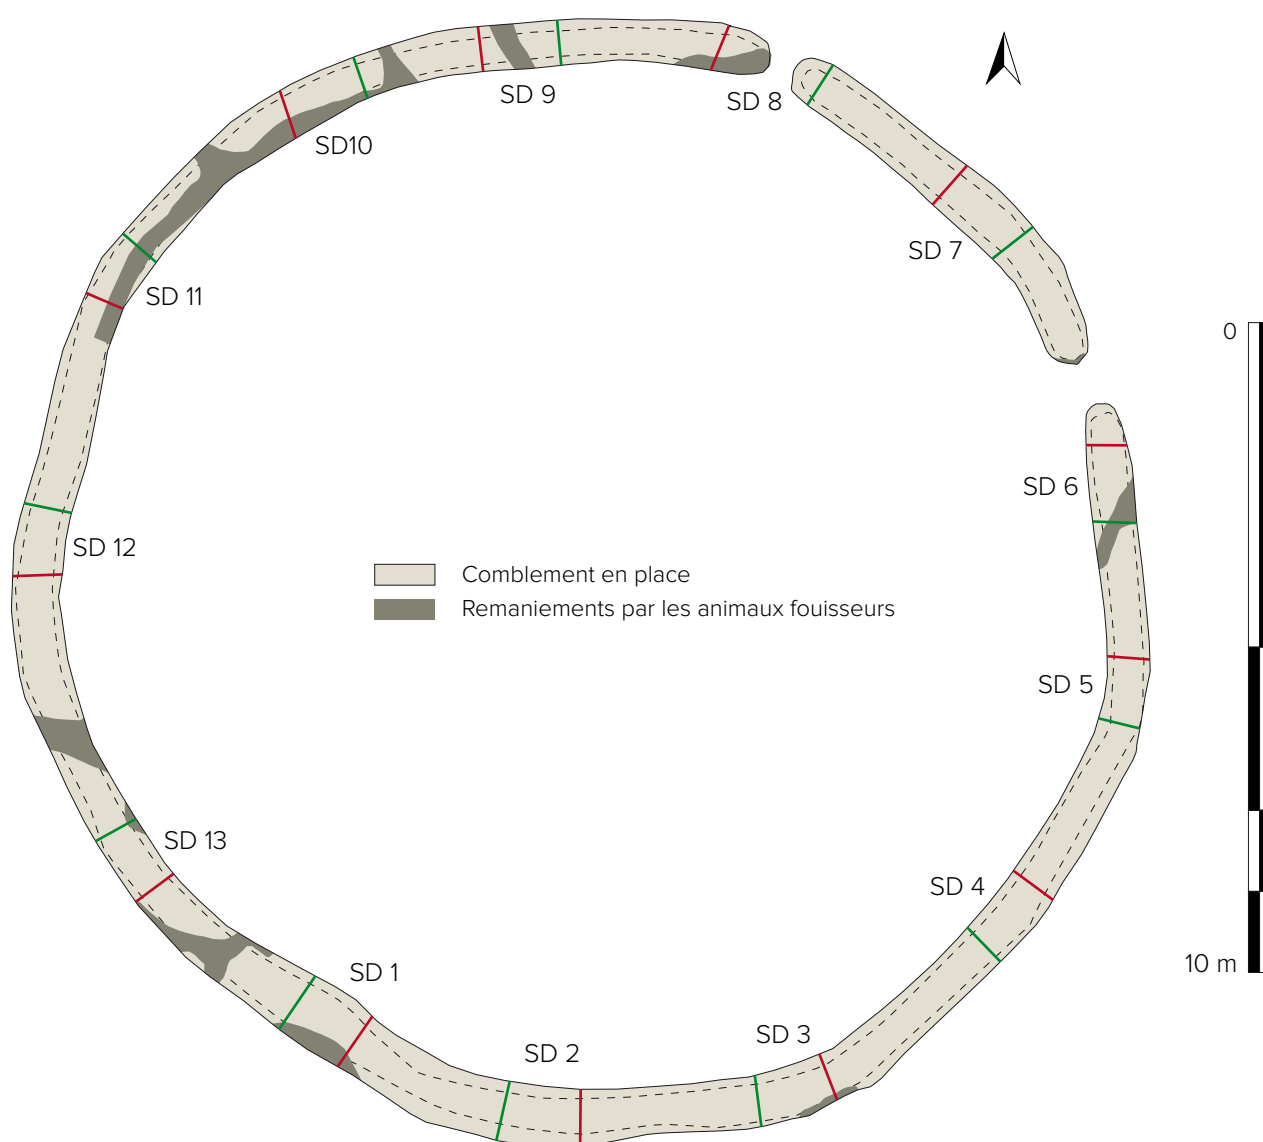 SD 9
SD 8
SD10
SD 7
SD 11
0
SD 6
SD 12
Comblement en place
Remaniements par les animaux fouisseurs
SD 5
SD 13
SD 4
10 m
SD 1
SD 3
SD 2